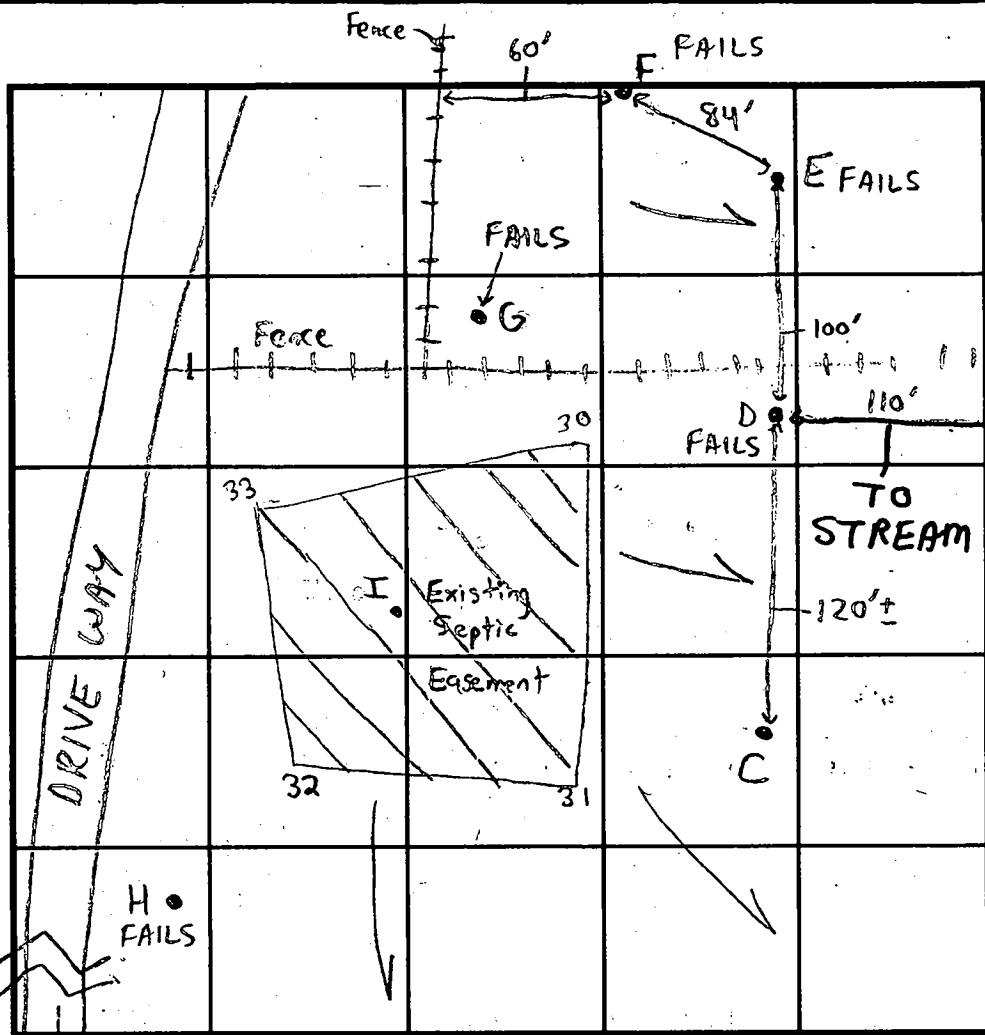 Fence
60'
F FAILS
84'
E FAILS
FAILS
G
Fence
100'
D
FAILS
110'
TO
STREAM
30
33
I
Existing
Septic
Easement
120'±
C
32
31
DRIVE WAY
H
FAILS